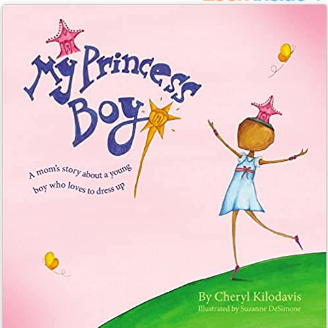 My Princess
Boy
A mom's story about a young
boy who loves to dress up
By Cheryl Kilodavis
Illustrated by Suzanne DeSimone